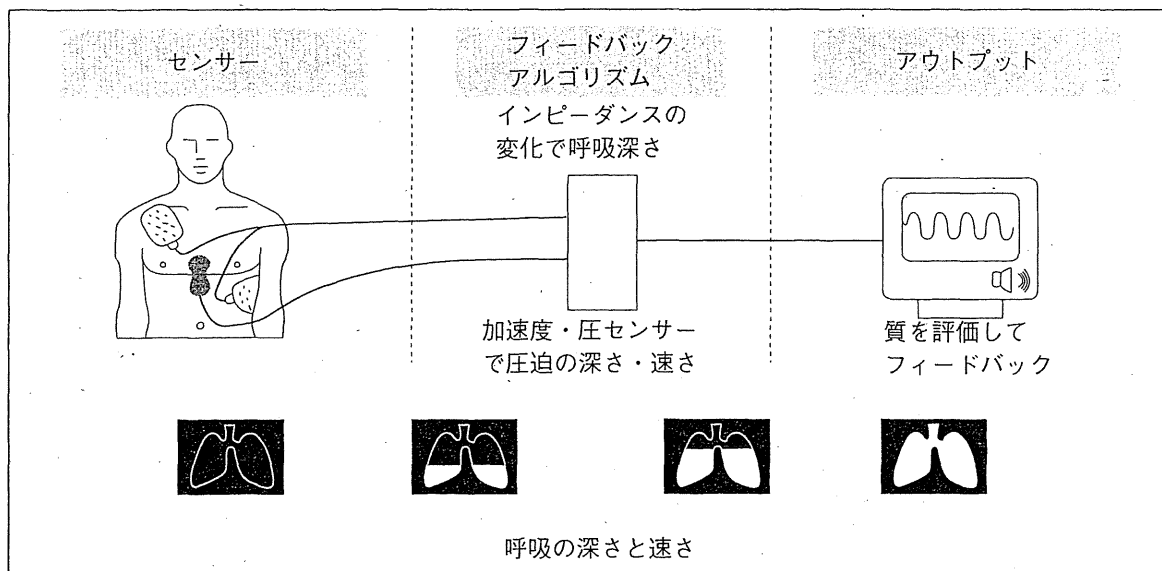 センサー
フィードバック
アルゴリズム
アウトプット
インピーダンスの
変化で呼吸深さ
加速度・圧センサー
で圧迫の深さ・速さ
質を評価して
フィードバック
呼吸の深さと速さ